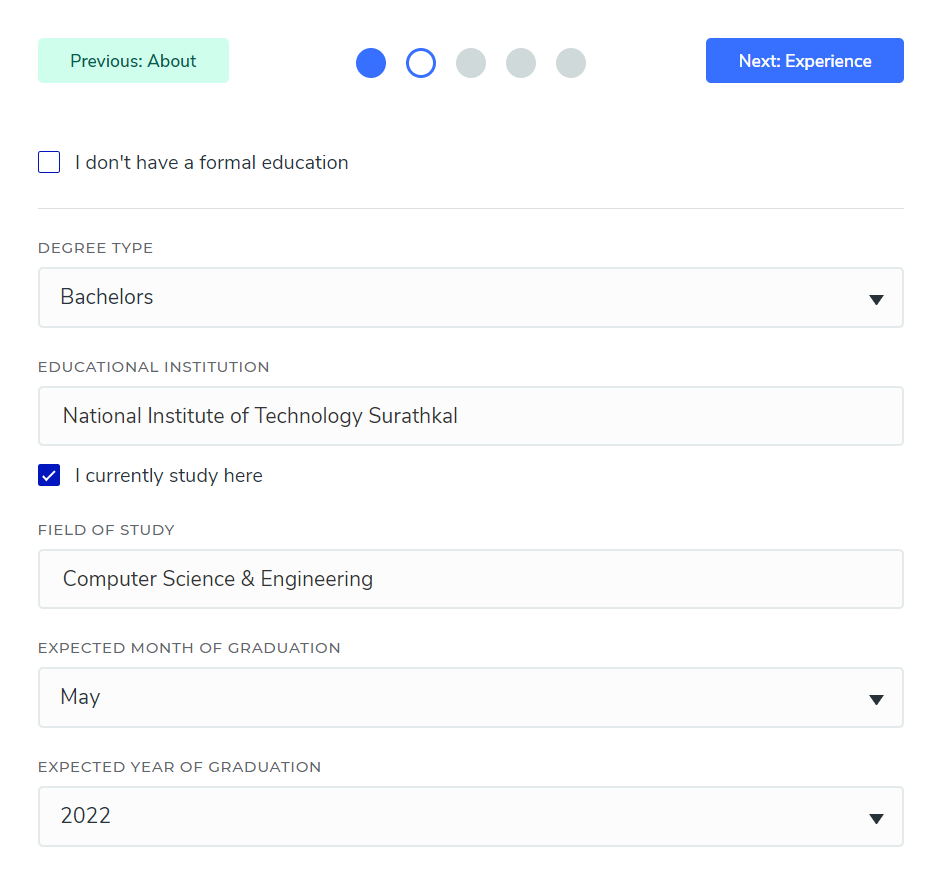 Previous: About
Next: Experience
I don't have a formal education
DEGREE TYPE
Bachelors
EDUCATIONAL INSTITUTION
National Institute of Technology Surathkal
I currently study here
FIELD OF STUDY
Computer Science & Engineering
EXPECTED MONTH OF GRADUATION
May
EXPECTED YEAR OF GRADUATION
2022